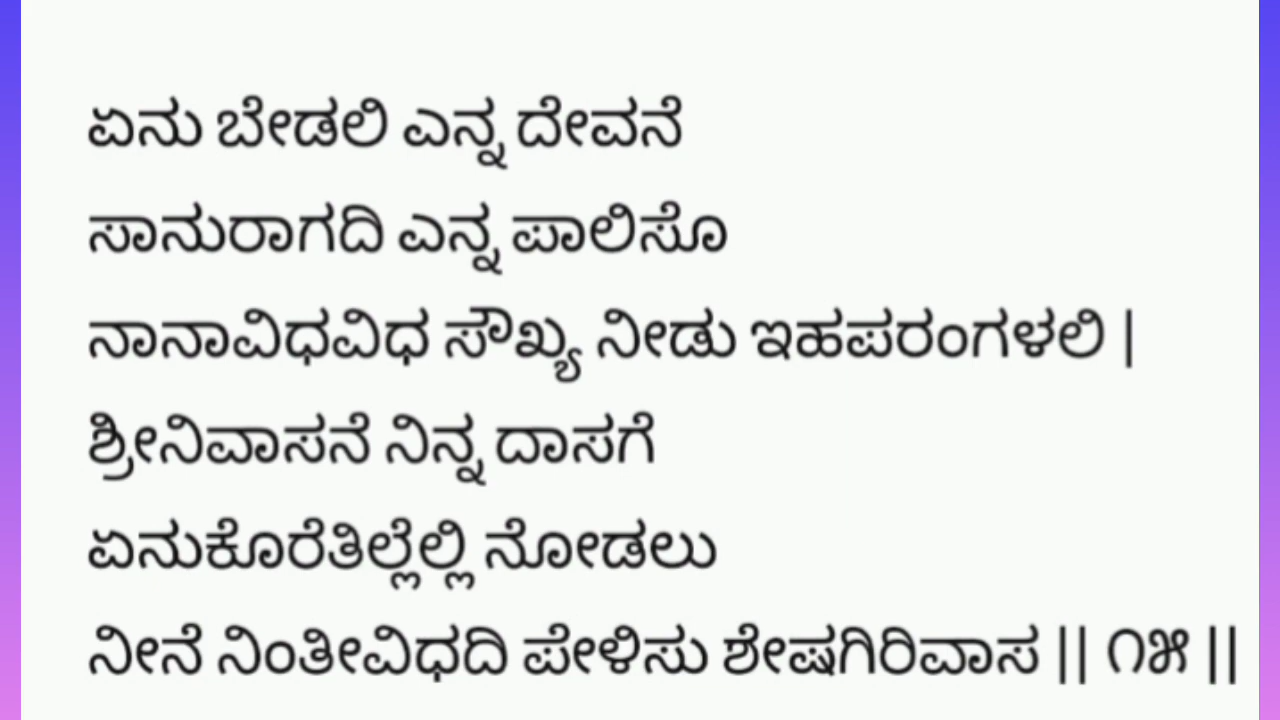 ಏನು ಬೇಡಲಿ ಎನ್ನ ದೇವನೆ
ಸಾನುರಾಗದಿ ಎನ್ನ ಪಾಲಿಸೊ
ನಾನಾವಿಧವಿಧ ಸೌಖ್ಯ ನೀಡು ಇಹಪರಂಗಳಲಿ |
ಶ್ರೀನಿವಾಸನೆ ನಿನ್ನ ದಾಸಗೆ
ಏನುಕೊರೆತಿಲ್ಲೆಲ್ಲಿ ನೋಡಲು
ನೀನೆ ನಿಂತೀವಿಧದಿ ಪೇಳಿಸು ಶೇಷಗಿರಿವಾಸ || ೧೫ ||